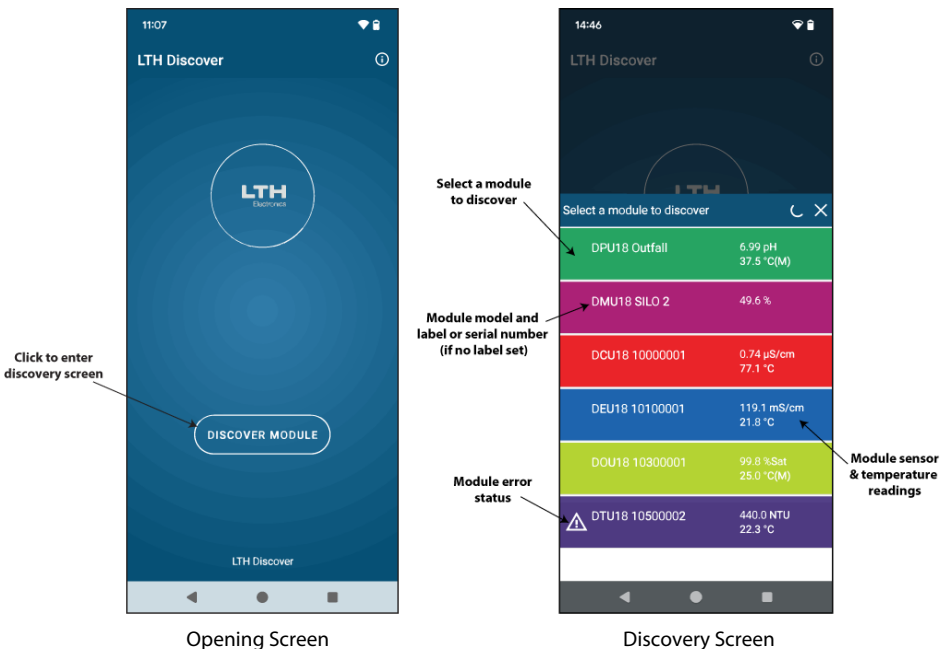 11:07
LTH Discover
LTH
Electronics
Click to enter
discovery screen
DISCOVER MODULE
LTH Discover
Opening Screen
14:46
LTH Discover
LTH
Select a module
to discover
Select a module to discover
DPU18 Outfall
6.99 pH
37.5 °C(M)
Module model and
label or serial number
(if no label set)
DMU18 SILO 2
49.6 %
DCU18 10000001
0.74 µS/cm
77.1 °C
DEU18 10100001
119.1 mS/cm
21.8 °C
Module sensor
& temperature
readings
DOU18 10300001
99.8 %Sat
25.0 °C(M)
Module error
status
DTU18 10500002
440.0 NTU
22.3 °C
Discovery Screen